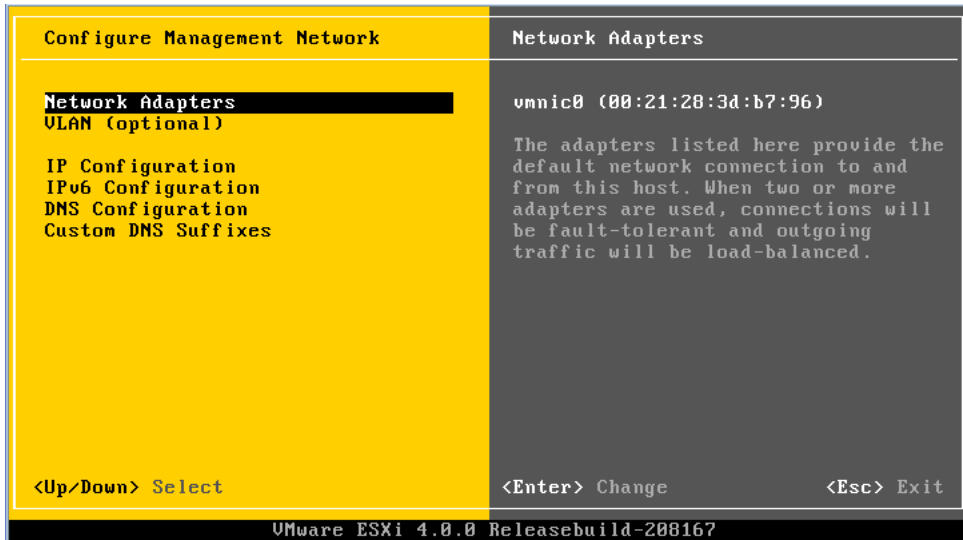 Configure Management Network
Network Adapters
VLAN (optional)
IP Configuration
IPv6 Configuration
DNS Configuration
Custom DNS Suffixes
<Up/Down> Select
Network Adapters
vmnic0 (00:21:28:3d:b7:96)
The adapters listed here provide the
default network connection to and
from this host. When two or more
adapters are used, connections will
be fault-tolerant and outgoing
traffic will be load-balanced.
<Enter> Change
<Esc> Exit
VMware ESXi 4.0.0 Releasebuild-208167